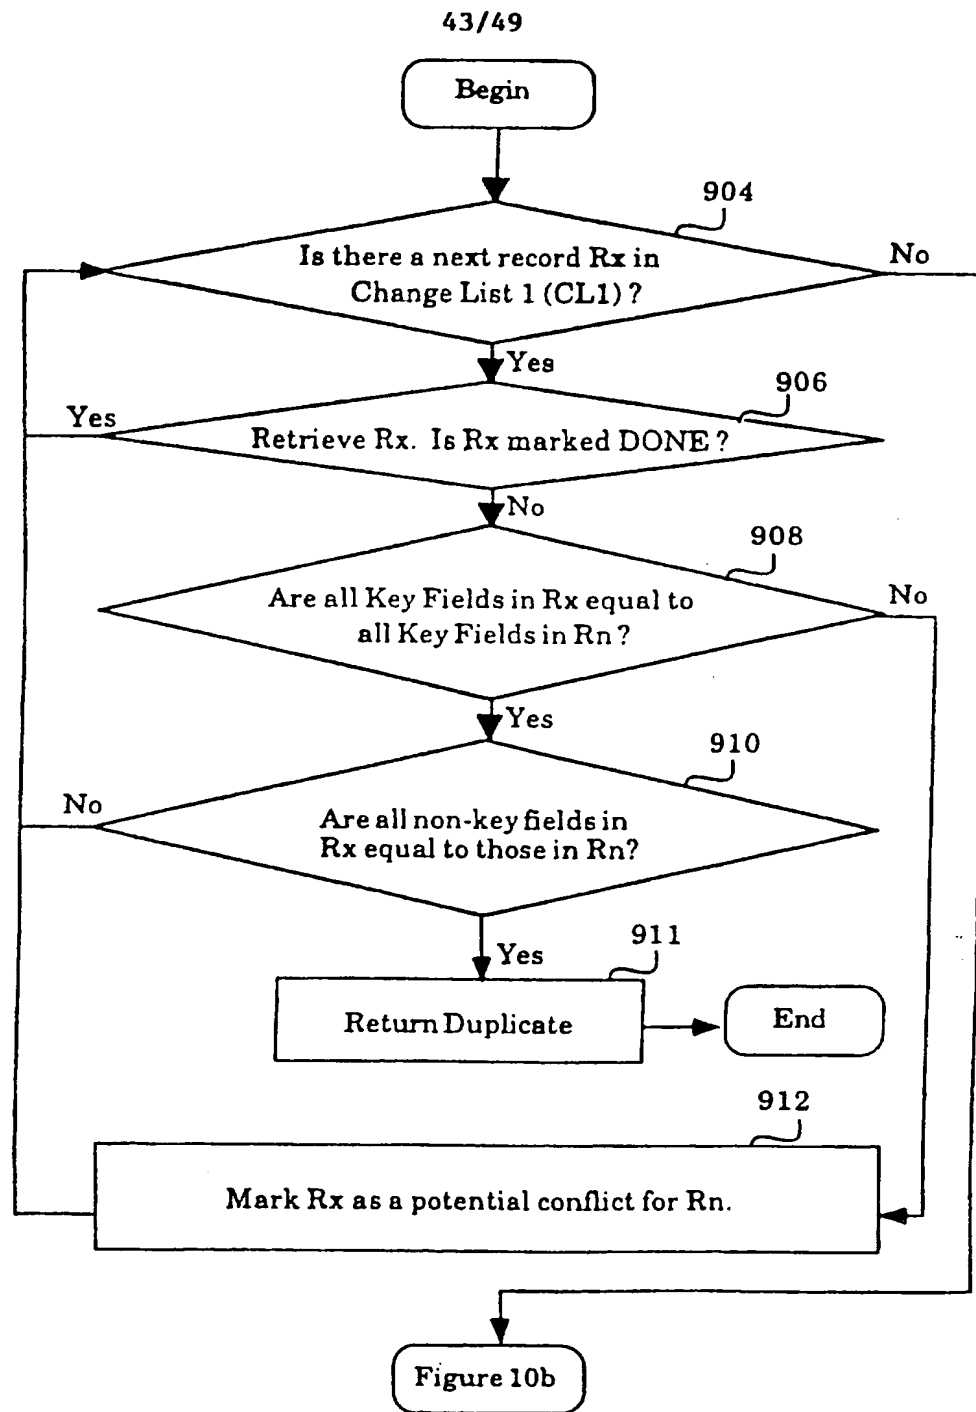 43/49
Begin
904
Is there a next record Rx in
Change List 1 (CL1) ?
No
Yes
906
Yes
Retrieve Rx. Is Rx marked DONE ?
No
908
Are all Key Fields in Rx equal to
all Key Fields in Rn ?
No
Yes
910
No
Are all non-key fields in
Rx equal to those in Rn?
Yes
911
Return Duplicate
End
912
Mark Rx as a potential conflict for Rn.
Figure 10b